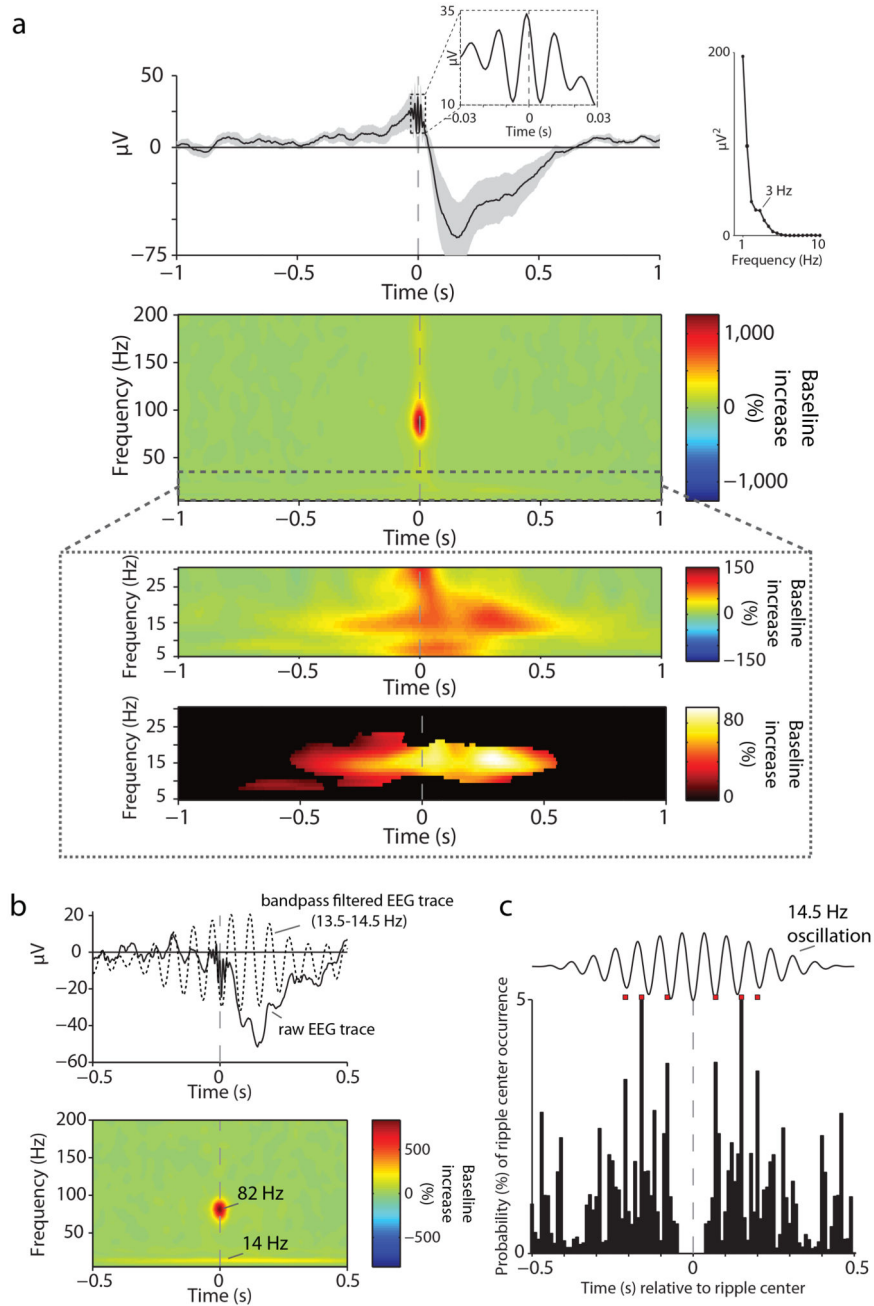 a
50
0
−75
µV
−1
−0.5
0
0.5
1
Time (s)
35
10
µV
-0.03
0
0.03
Time (s)
200
0
µV²
3 Hz
1
10
Frequency (Hz)
200
150
100
50
Frequency (Hz)
−1
−0.5
0
0.5
1
Time (s)
1,000
0
−1,000
Baseline
increase
(%)
25
15
10
5
Frequency (Hz)
−1
−0.5
0
0.5
1
Time (s)
150
0
−150
Baseline
increase
(%)
25
15
5
Frequency (Hz)
−1
−0.5
0
0.5
1
Time (s)
80
0
Baseline
increase
(%)
b
bandpass filtered EEG trace
(13.5-14.5 Hz)
20
0
−20
−40
−60
µV
raw EEG trace
−0.5
0
0.5
Time (s)
200
150
100
50
Frequency (Hz)
82 Hz
14 Hz
−0.5
0
0.5
Time (s)
500
0
−500
Baseline
increase
(%)
c
14.5 Hz
oscillation
5
0
Probability (%) of ripple center occurrence
−0.5
0
0.5
Time (s) relative to ripple center